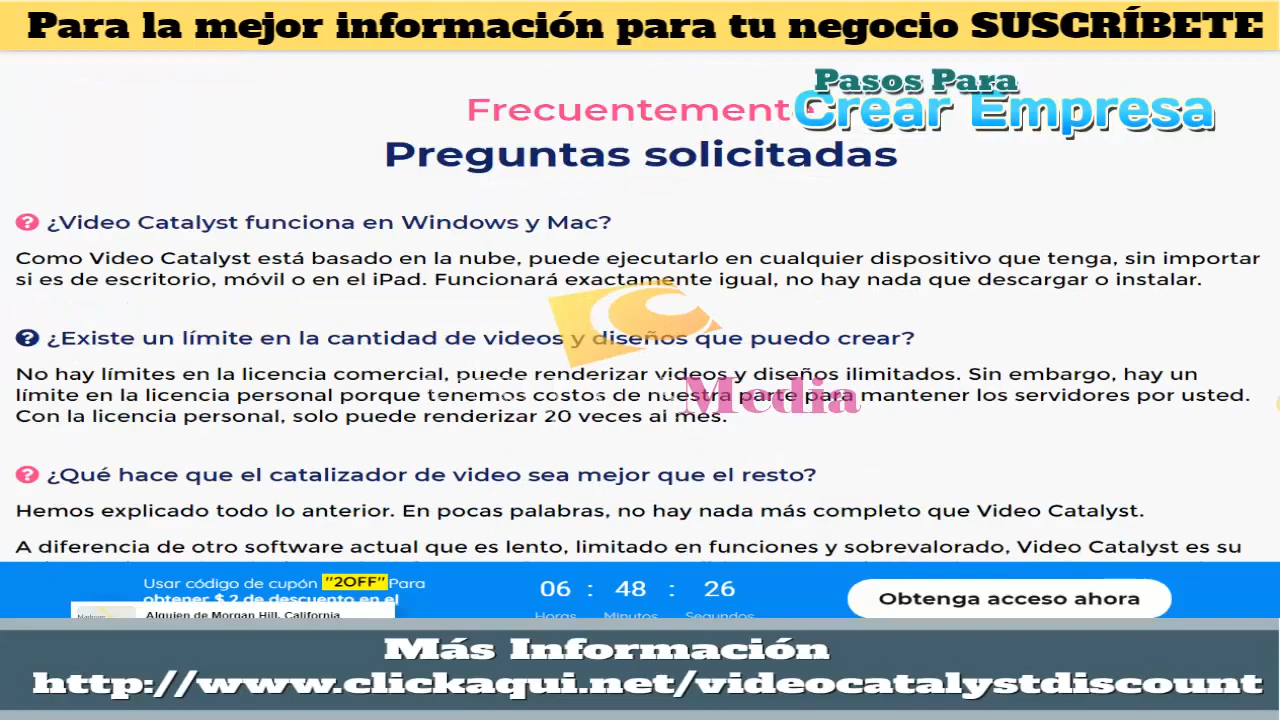 Para la mejor información para tu negocio SUSCRÍBETE
Pasos Para
Crear Empresa
Frecuentemente
Preguntas solicitadas
¿Video Catalyst funciona en Windows y Mac?
Como Video Catalyst está basado en la nube, puede ejecutarlo en cualquier dispositivo que tenga, sin importar
si es de escritorio, móvil o en el iPad. Funcionará exactamente igual, no hay nada que descargar o instalar.
¿Existe un límite en la cantidad de videos y diseños que puedo crear?
No hay límites en la licencia comercial, puede renderizar videos y diseños ilimitados. Sin embargo, hay un
límite en la licencia personal porque tenemos costos de nuestra parte para mantener los servidores por usted.
Con la licencia personal, solo puede renderizar 20 veces al mes.
Media
¿Qué hace que el catalizador de video sea mejor que el resto?
Hemos explicado todo lo anterior. En pocas palabras, no hay nada más completo que Video Catalyst.
A diferencia de otro software actual que es lento, limitado en funciones y sobrevalorado, Video Catalyst es su
Usar código de cupón "2OFF" Para
obtener $ 2 de descuento en el
06 : 48 : 26
Horas Minutos Segundos
Obtenga acceso ahora
Alguien de Morgan Hill, California
Más Información
http://www.clickaqui.net/videocatalystdiscount